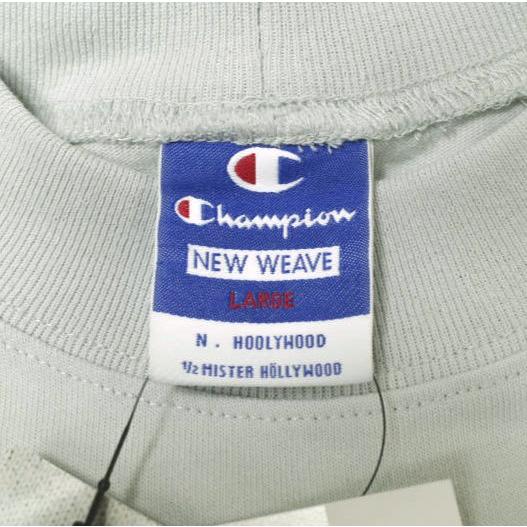 C
Champion
NEW WEAVE
LARGE
N. HOOLYWOOD
1/2 MISTER HÖLLYWOOD